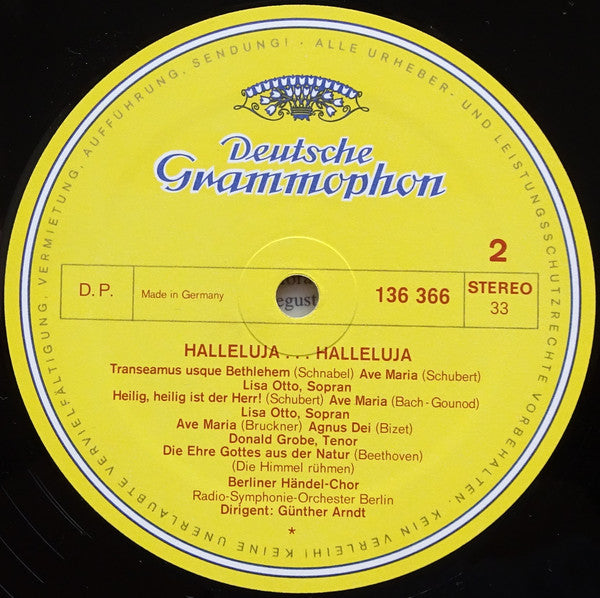 ALLE URHEBER- UND LEISTUNGSSCHUTZRECHTE VORBEHALTEN · KEIN VERLEIH! KEINE UNERLAUBTE VERVIELFÄLTIGUNG, VERMIETUNG, AUFFÜHRUNG, SENDUNG! ·
Deutsche
Grammophon
2
D. P.
Made in Germany
136 366
STEREO
33
egust
HALLELUJA . . . HALLELUJA
Transeamus usque Bethlehem (Schnabel) Ave Maria (Schubert)
Lisa Otto, Sopran
Heilig, heilig ist der Herr! (Schubert) Ave Maria (Bach-Gounod)
Lisa Otto, Sopran
Ave Maria (Bruckner) Agnus Dei (Bizet)
Donald Grobe, Tenor
Die Ehre Gottes aus der Natur (Beethoven)
(Die Himmel rühmen)
Berliner Händel-Chor
Radio-Symphonie-Orchester Berlin
Dirigent: Günther Arndt
*